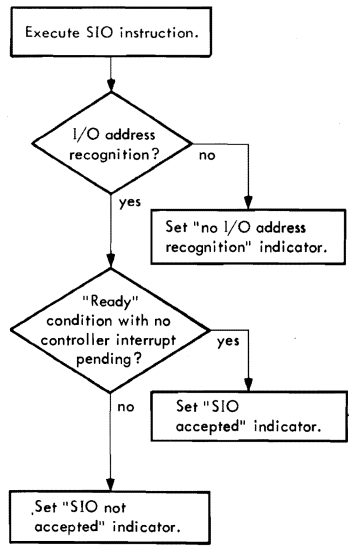 Execute SIO instruction.
I/O address
recognition?
no
yes
Set "no I/O address
recognition" indicator.
"Ready"
condition with no
controller interrupt
pending?
yes
no
Set "SIO
accepted" indicator.
Set "SIO not
accepted" indicator.